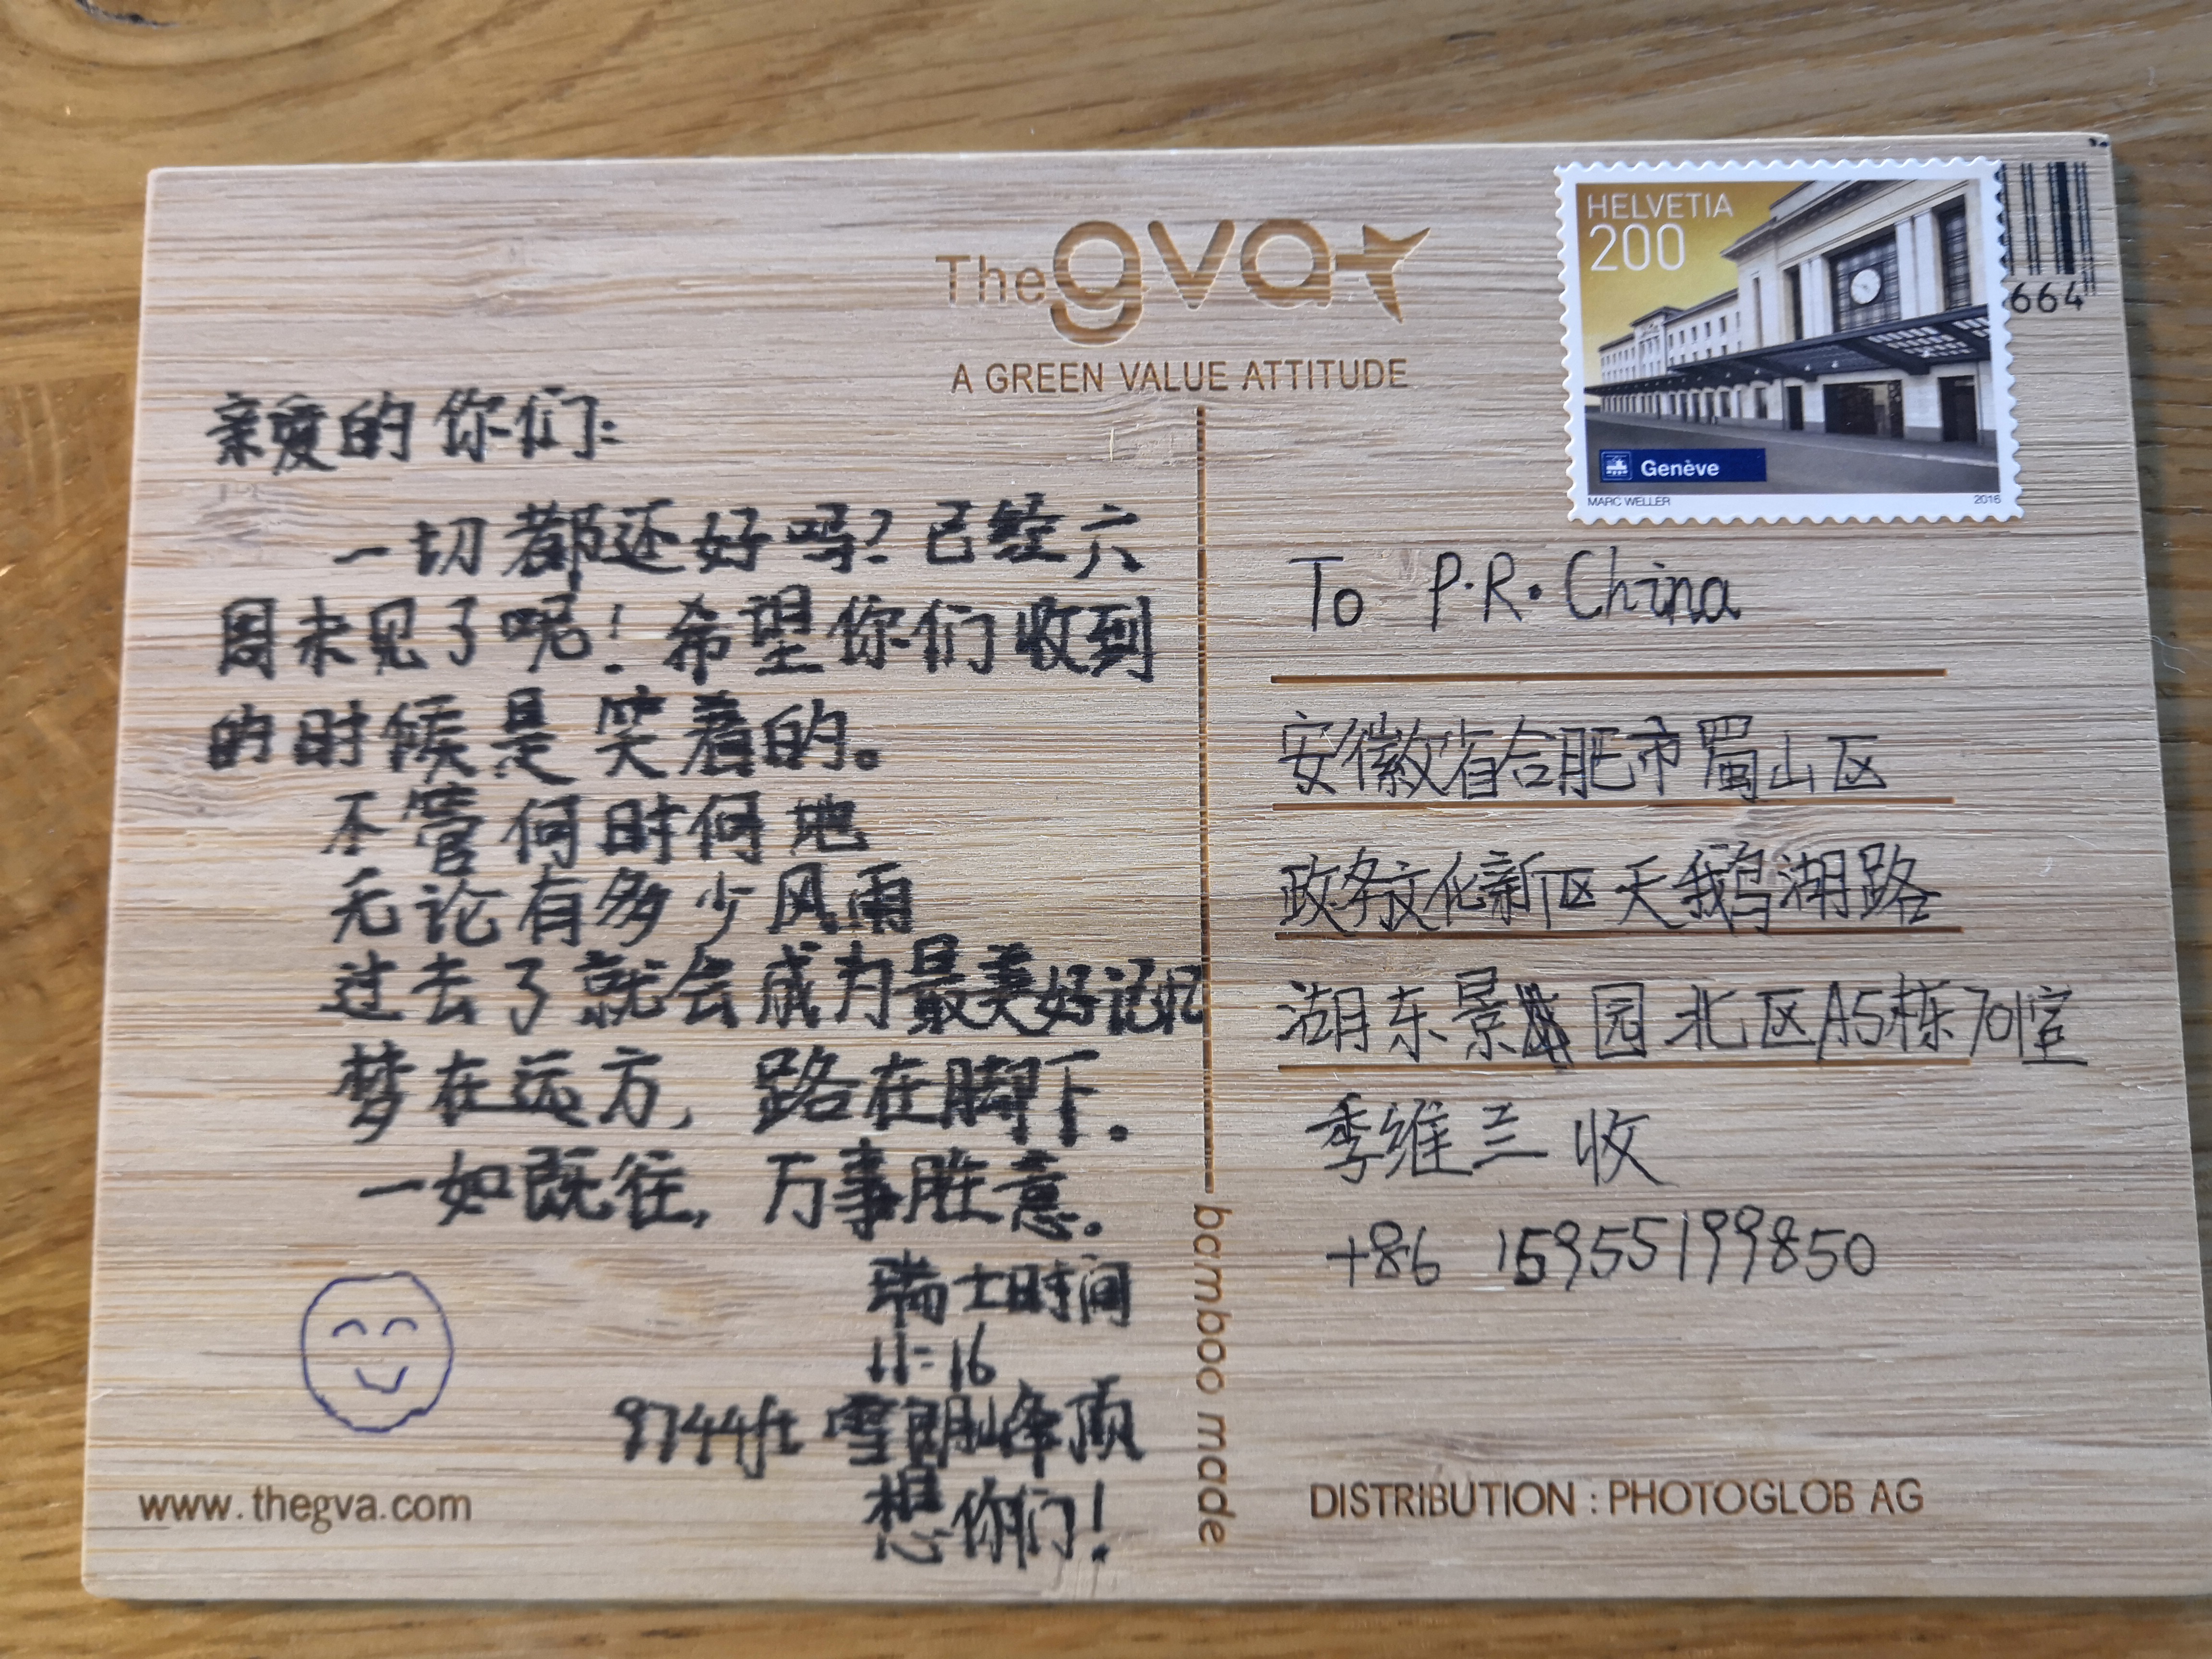 The gva
A GREEN VALUE ATTITUDE
HELVETIA
200
Genève
MARC WELLER 2016
664
亲爱的你们:
一切都还好吗?已经六
周未见了呢!希望你们收到
的时候是笑着的。
不管何时何地
无论有多少风雨
过去了就会成为最美好记忆
梦在远方,路在脚下.
一如既往,万事胜意.
瑞士时间
11:16
9744ft 雪朗峰顶
想你们!
www.thegva.com
bamboo made
To P.R.China
安徽省合肥市蜀山区
政务文化新区天鹅湖路
湖东景园北区A5栋701室
季维兰 收
+86 15955199850
DISTRIBUTION : PHOTOGLOB AG